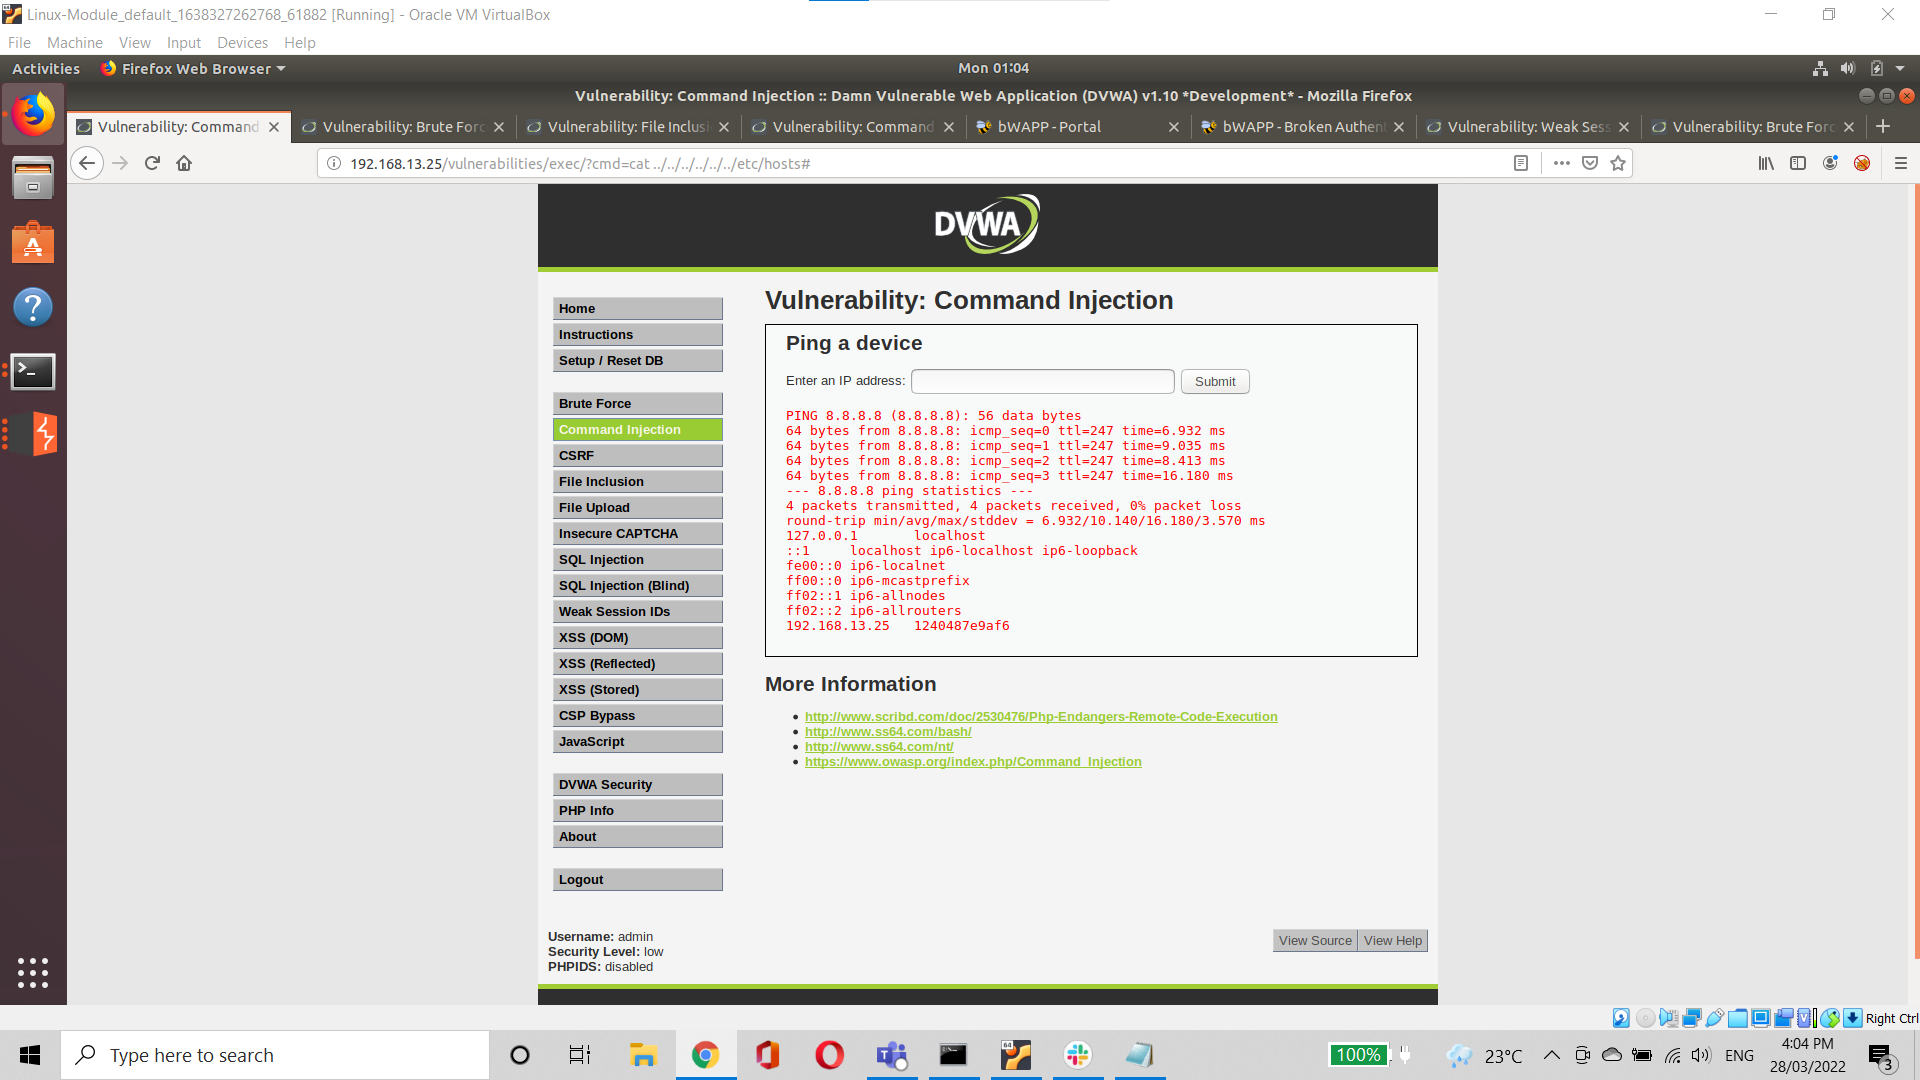 Linux-Module_default_1638327262768_61882 [Running] - Oracle VM VirtualBox
File Machine View Input Devices Help
Activities Firefox Web Browser Mon 01:04
Vulnerability: Command Injection :: Damn Vulnerable Web Application (DVWA) v1.10 *Development* - Mozilla Firefox
Vulnerability: Command Vulnerability: Brute Forc Vulnerability: File Inclusi Vulnerability: Command bWAPP - Portal bWAPP - Broken Authent Vulnerability: Weak Sess Vulnerability: Brute Forc
192.168.13.25/vulnerabilities/exec/?cmd=cat ../../../../../../etc/hosts#
DVWA
Home
Instructions
Setup / Reset DB
Brute Force
Command Injection
CSRF
File Inclusion
File Upload
Insecure CAPTCHA
SQL Injection
SQL Injection (Blind)
Weak Session IDs
XSS (DOM)
XSS (Reflected)
XSS (Stored)
CSP Bypass
JavaScript
DVWA Security
PHP Info
About
Logout
Vulnerability: Command Injection
Ping a device
Enter an IP address: Submit
PING 8.8.8.8 (8.8.8.8): 56 data bytes
64 bytes from 8.8.8.8: icmp_seq=0 ttl=247 time=6.932 ms
64 bytes from 8.8.8.8: icmp_seq=1 ttl=247 time=9.035 ms
64 bytes from 8.8.8.8: icmp_seq=2 ttl=247 time=8.413 ms
64 bytes from 8.8.8.8: icmp_seq=3 ttl=247 time=16.180 ms
--- 8.8.8.8 ping statistics ---
4 packets transmitted, 4 packets received, 0% packet loss
round-trip min/avg/max/stddev = 6.932/10.140/16.180/3.570 ms
127.0.0.1 localhost
::1 localhost ip6-localhost ip6-loopback
fe00::0 ip6-localnet
ff00::0 ip6-mcastprefix
ff02::1 ip6-allnodes
ff02::2 ip6-allrouters
192.168.13.25 1240487e9af6
More Information
http://www.scribd.com/doc/2530476/Php-Endangers-Remote-Code-Execution
http://www.ss64.com/bash/
http://www.ss64.com/nt/
https://www.owasp.org/index.php/Command_Injection
Username: admin
Security Level: low
PHPIDS: disabled
View Source View Help
Right Ctrl
Type here to search
64
100%
23°C
ENG
4:04 PM
28/03/2022
3